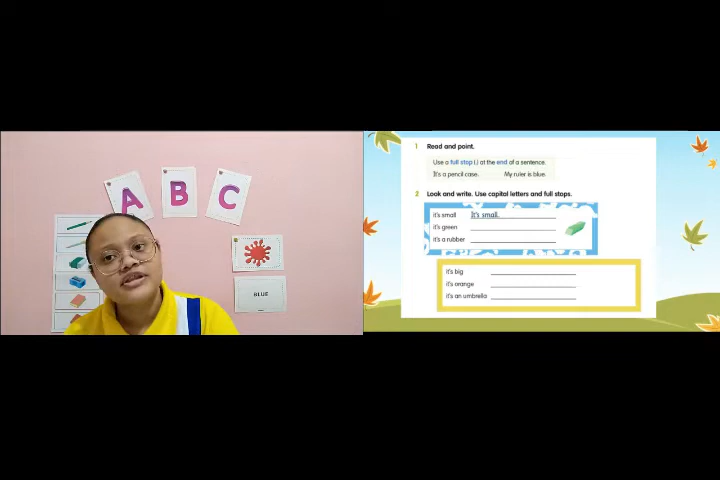 A B C
BLUE
1 Read and point.
Use a full stop (.) at the end of a sentence.
It's a pencil case. My ruler is blue.
2 Look and write. Use capital letters and full stops.
it's small It's small.
it's green
it's a rubber
it's big
it's orange
it's an umbrella